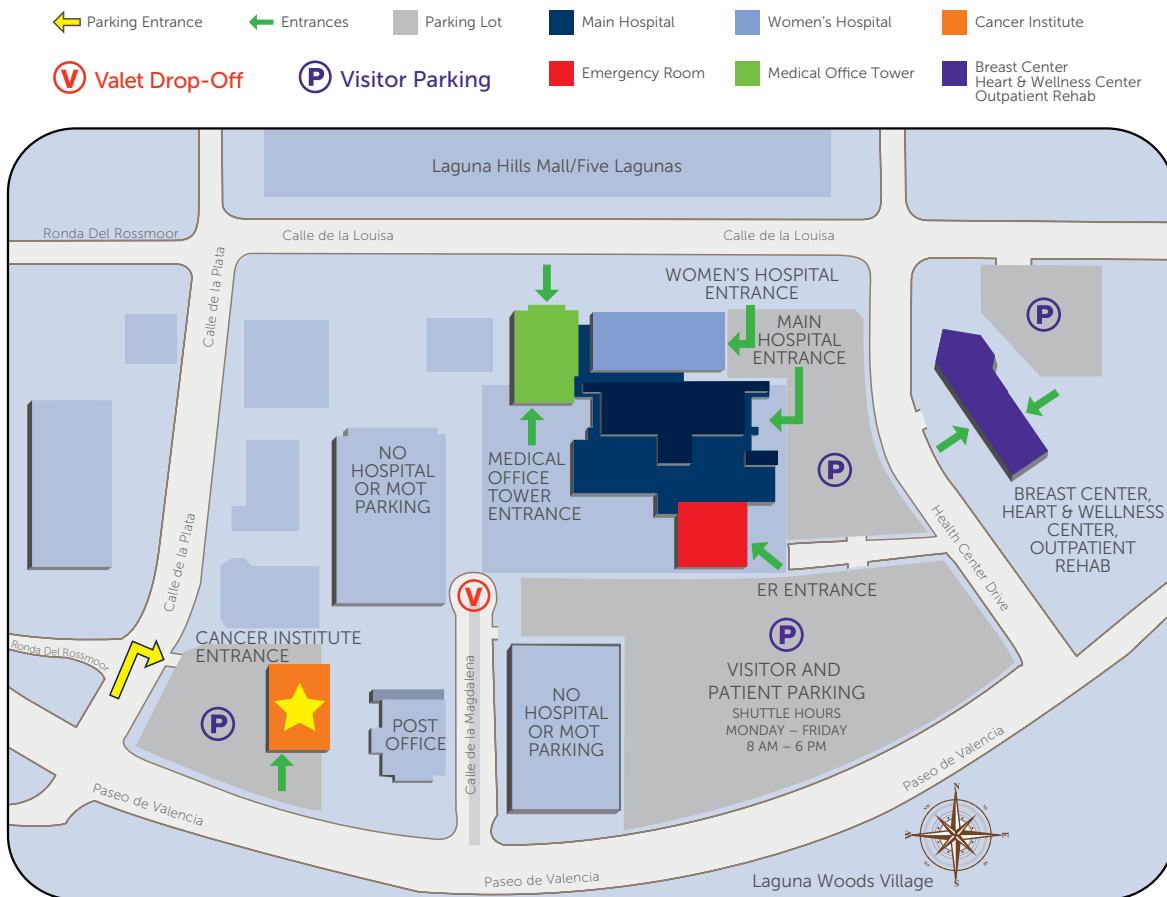 Parking Entrance
Entrances
Parking Lot
Main Hospital
Women's Hospital
Cancer Institute
V Valet Drop-Off
P Visitor Parking
Emergency Room
Medical Office Tower
Breast Center
Heart & Wellness Center
Outpatient Rehab
Laguna Hills Mall/Five Lagunas
Ronda Del Rossmoor
Calle de la Louisa
Calle de la Louisa
Calle de la Plata
WOMEN'S HOSPITAL
ENTRANCE
P
MAIN
HOSPITAL
ENTRANCE
NO
HOSPITAL
OR MOT
PARKING
MEDICAL
OFFICE
TOWER
ENTRANCE
P
BREAST CENTER,
HEART & WELLNESS
CENTER,
OUTPATIENT
REHAB
Health Center Drive
Calle de la Plata
V
ER ENTRANCE
P
VISITOR AND
PATIENT PARKING
SHUTTLE HOURS
MONDAY – FRIDAY
8 AM – 6 PM
Ronda Del Rossmoor
CANCER INSTITUTE
ENTRANCE
P
POST
OFFICE
Calle de la Magdalena
NO
HOSPITAL
OR MOT
PARKING
Paseo de Valencia
Paseo de Valencia
Paseo de Valencia
N
W
E
S
Laguna Woods Village